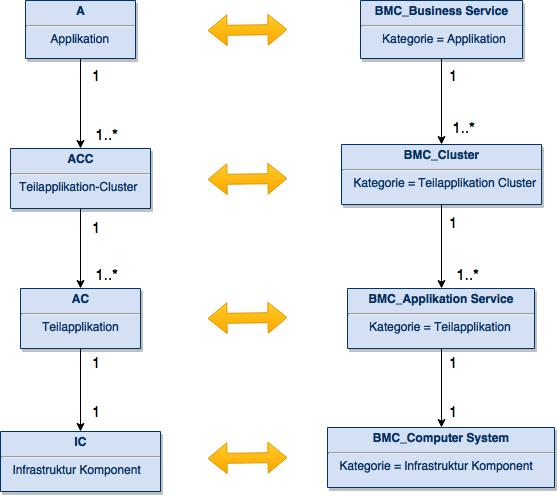 A
Applikation
BMC_Business Service
Kategorie = Applikation
1
1
1..*
1..*
ACC
Teilapplikation-Cluster
BMC_Cluster
Kategorie = Teilapplikation Cluster
1
1
1..*
1..*
AC
Teilapplikation
BMC_Applikation Service
Kategorie = Teilapplikation
1
1
1
1
IC
Infrastruktur Komponent
BMC_Computer System
Kategorie = Infrastruktur Komponent